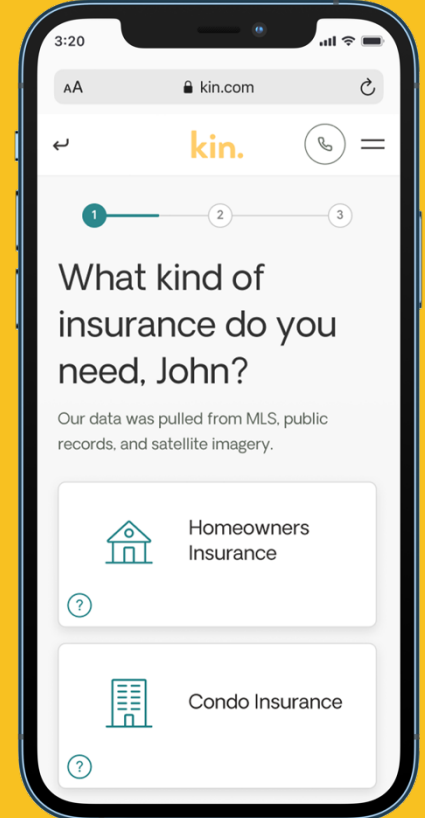 3:20
AA
kin.com
kin.
1
2
3
What kind of
insurance do you
need, John?
Our data was pulled from MLS, public
records, and satellite imagery.
Homeowners
Insurance
?
Condo Insurance
?